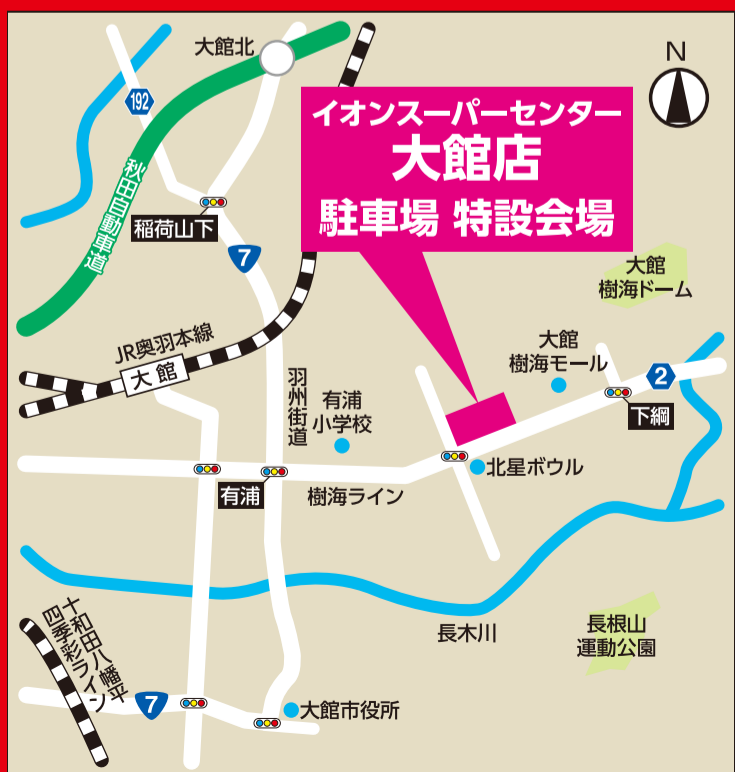 大館北
N
192
イオンスーパーセンター
大館店
駐車場 特設会場
秋田自動車道
稲荷山下
7
大館
樹海ドーム
JR奥羽本線
大館
大館
樹海モール
2
羽州街道
有浦
小学校
下綱
北星ボウル
有浦
樹海ライン
長木川
長根山
運動公園
十和田八幡平
四季彩ライン
7
大館市役所